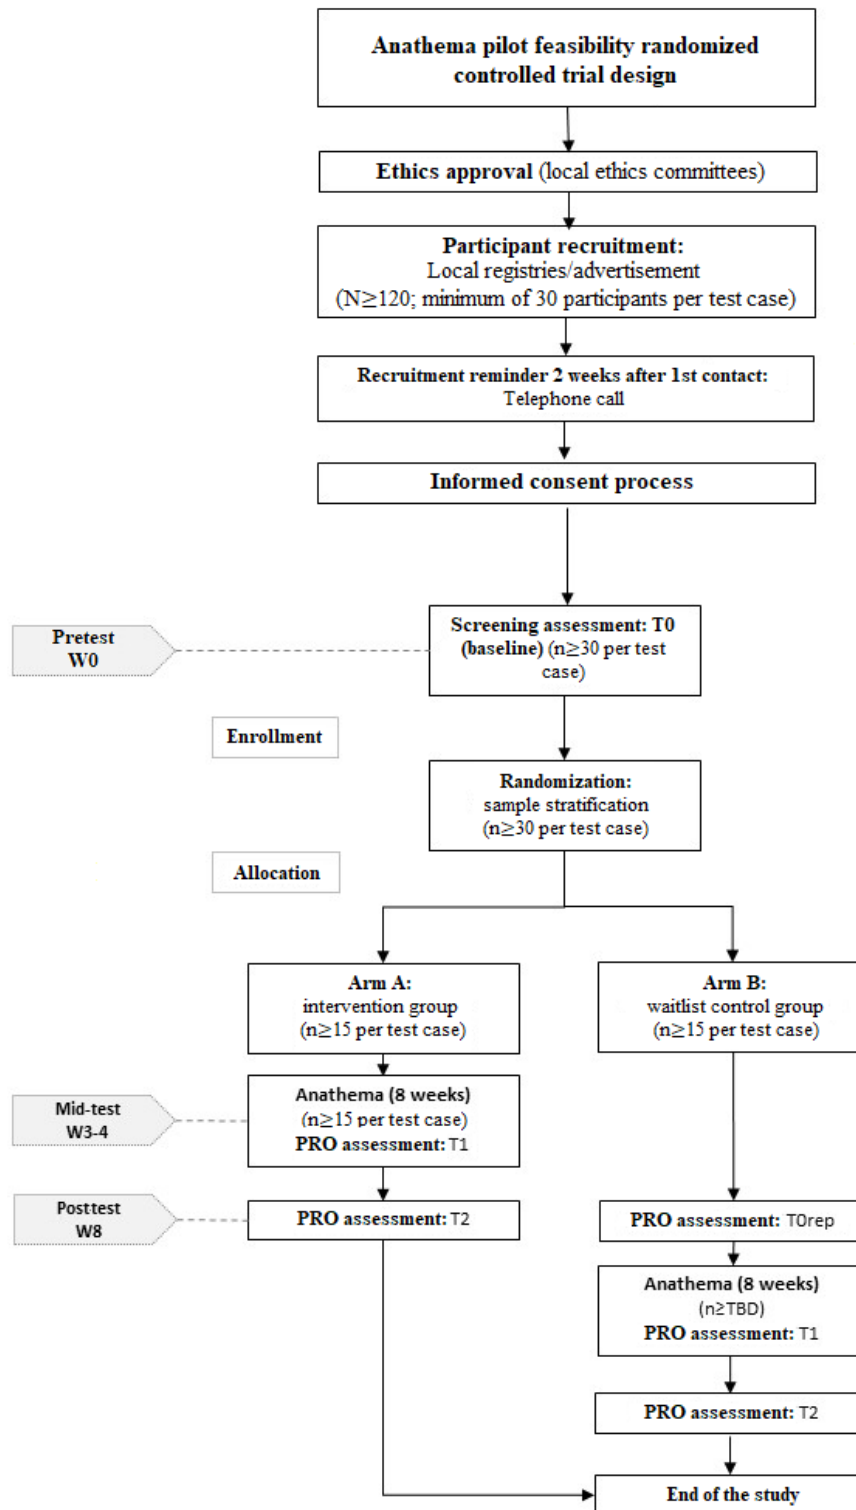 Anathema pilot feasibility randomized
controlled trial design
Ethics approval (local ethics committees)
Participant recruitment:
Local registries/advertisement
(N≥120; minimum of 30 participants per test case)
Recruitment reminder 2 weeks after 1st contact:
Telephone call
Informed consent process
Pretest
W0
Screening assessment: T0
(baseline) (n≥30 per test
case)
Enrollment
Randomization:
sample stratification
(n≥30 per test case)
Allocation
Arm A:
intervention group
(n≥15 per test case)
Arm B:
waitlist control group
(n≥15 per test case)
Mid-test
W3-4
Anathema (8 weeks)
(n≥15 per test case)
PRO assessment: T1
Posttest
W8
PRO assessment: T2
PRO assessment: T0rep
Anathema (8 weeks)
(n≥TBD)
PRO assessment: T1
PRO assessment: T2
End of the study